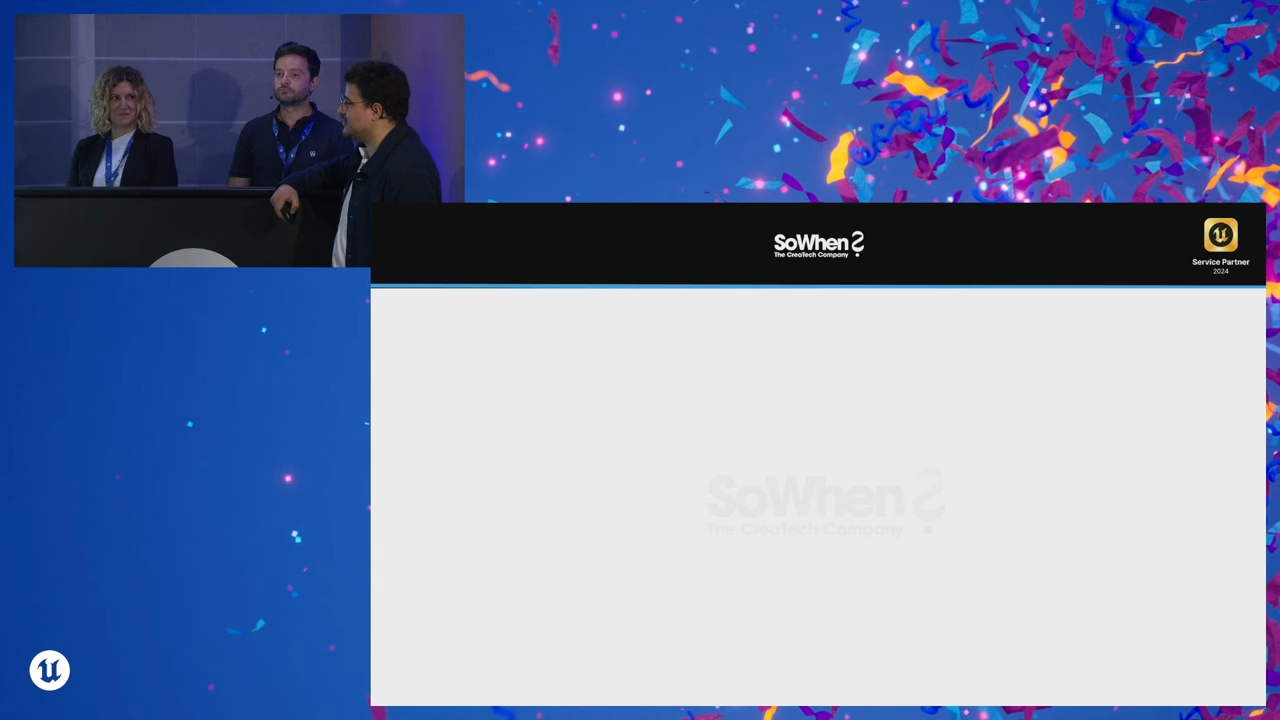 SoWhen?
The CreaTech Company
Service Partner
2024
SoWhen?
The CreaTech Company